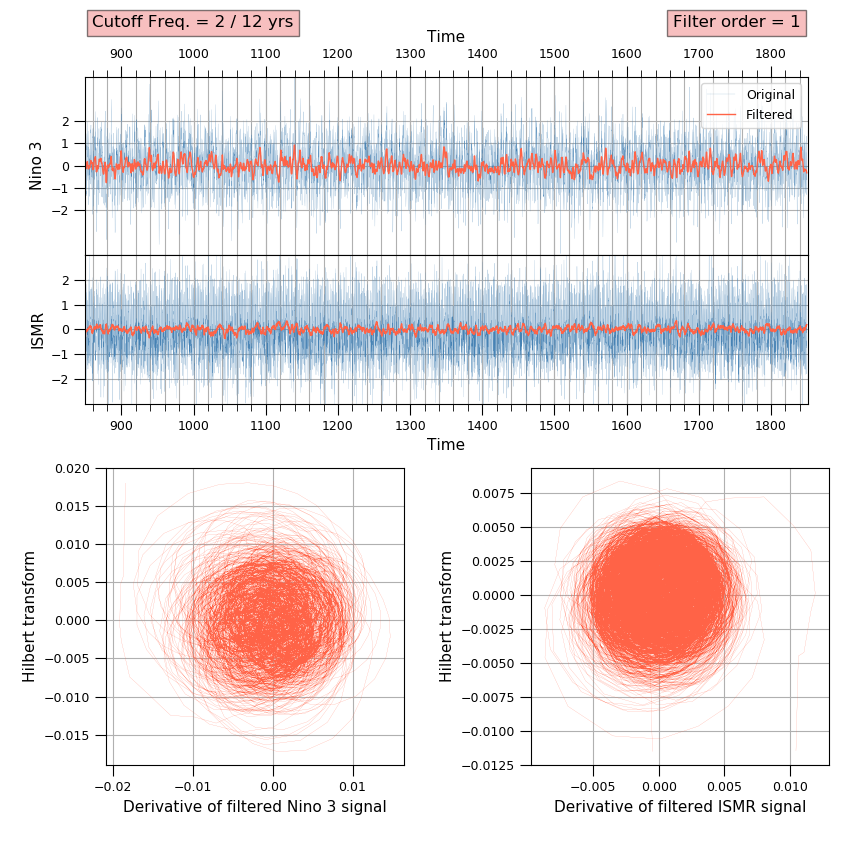 Cutoff Freq. = 2 / 12 yrs
Filter order = 1
Time
900 1000 1100 1200 1300 1400 1500 1600 1700 1800
Original
Filtered
Nino 3
2
1
0
−1
−2
ISMR
2
1
0
−1
−2
900 1000 1100 1200 1300 1400 1500 1600 1700 1800
Time
Hilbert transform
0.020
0.015
0.010
0.005
0.000
−0.005
−0.010
−0.015
−0.02 −0.01 0.00 0.01
Derivative of filtered Nino 3 signal
Hilbert transform
0.0075
0.0050
0.0025
0.0000
−0.0025
−0.0050
−0.0075
−0.0100
−0.0125
−0.005 0.000 0.005 0.010
Derivative of filtered ISMR signal